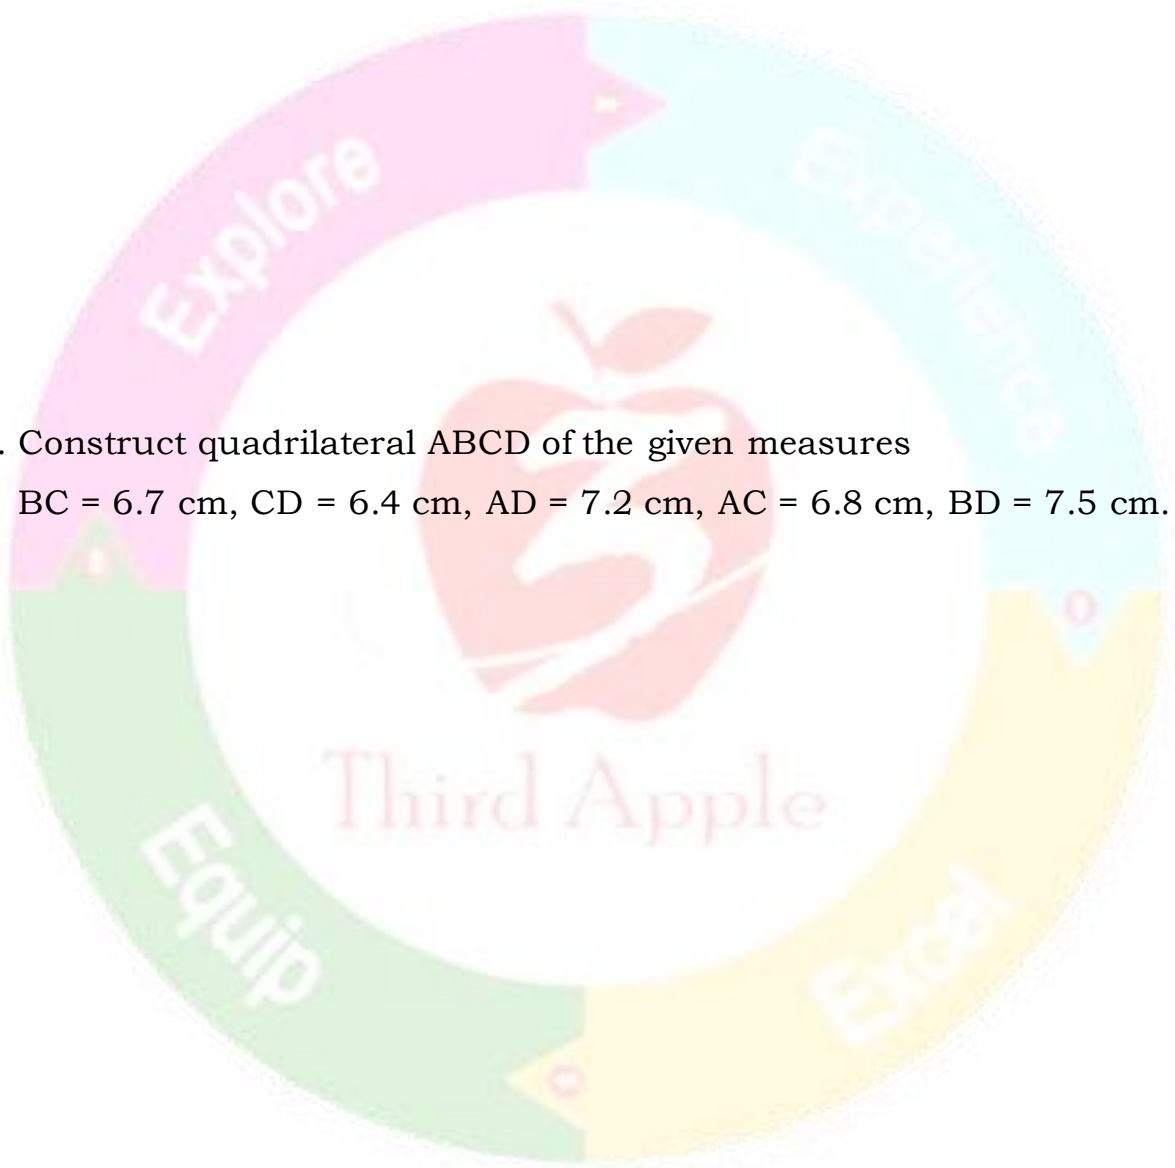 Explore
Experience
. Construct quadrilateral ABCD of the given measures
BC = 6.7 cm, CD = 6.4 cm, AD = 7.2 cm, AC = 6.8 cm, BD = 7.5 cm.
3
Third Apple
Equip
Excel